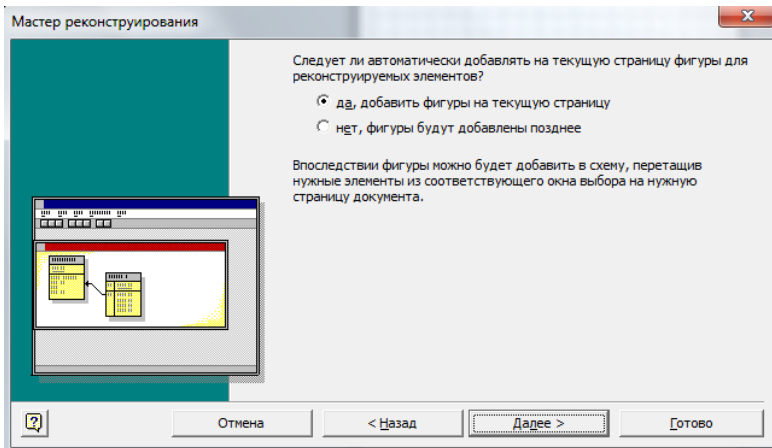 Мастер реконструирования
Следует ли автоматически добавлять на текущую страницу фигуры для
реконструируемых элементов?
да, добавить фигуры на текущую страницу
нет, фигуры будут добавлены позднее
Впоследствии фигуры можно будет добавить в схему, перетащив
нужные элементы из соответствующего окна выбора на нужную
страницу документа.
Отмена
< Назад
Далее >
Готово